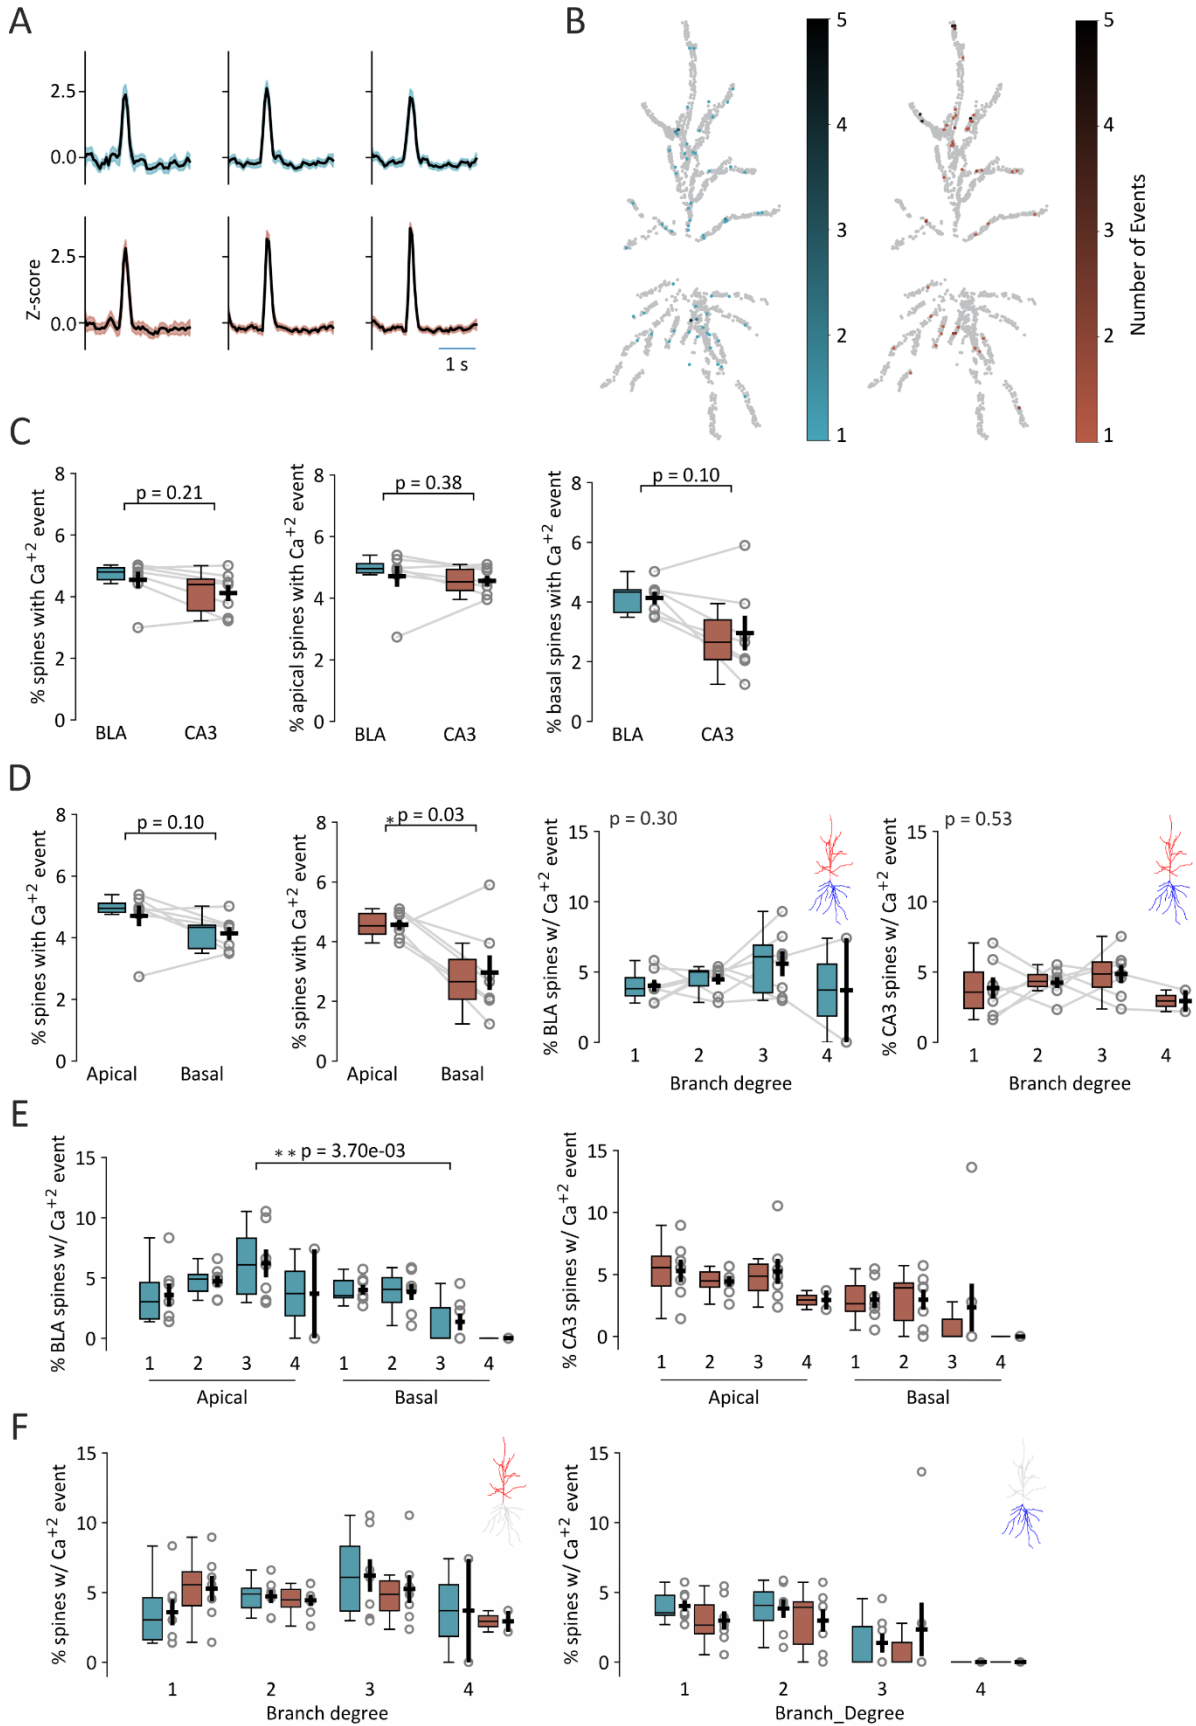 A
2.5
0.0
2.5
0.0
Z-score
1 s
B
5
4
3
2
1
5
4
3
2
1
Number of Events
C
% spines with Ca+2 event
8
6
4
2
0
p = 0.21
BLA CA3
% apical spines with Ca+2 event
8
6
4
2
0
p = 0.38
BLA CA3
% basal spines with Ca+2 event
8
6
4
2
0
p = 0.10
BLA CA3
D
% spines with Ca+2 event
8
6
4
2
0
p = 0.10
Apical Basal
% spines with Ca+2 event
8
6
4
2
0
* p = 0.03
Apical Basal
% BLA spines w/ Ca+2 event
15
10
5
0
p = 0.30
1 2 3 4
Branch degree
% CA3 spines w/ Ca+2 event
15
10
5
0
p = 0.53
1 2 3 4
Branch degree
E
% BLA spines w/ Ca+2 event
15
10
5
0
** p = 3.70e-03
1 2 3 4 1 2 3 4
Apical Basal
% CA3 spines w/ Ca+2 event
15
10
5
0
1 2 3 4 1 2 3 4
Apical Basal
F
% spines w/ Ca+2 event
15
10
5
0
1 2 3 4
Branch degree
% spines w/ Ca+2 event
15
10
5
0
1 2 3 4
Branch_Degree